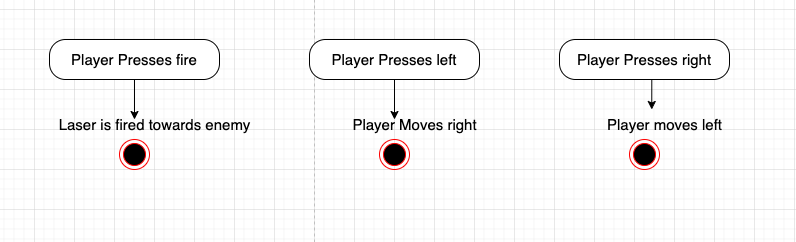 Player Presses fire
Player Presses left
Player Presses right
Laser is fired towards enemy
Player Moves right
Player moves left